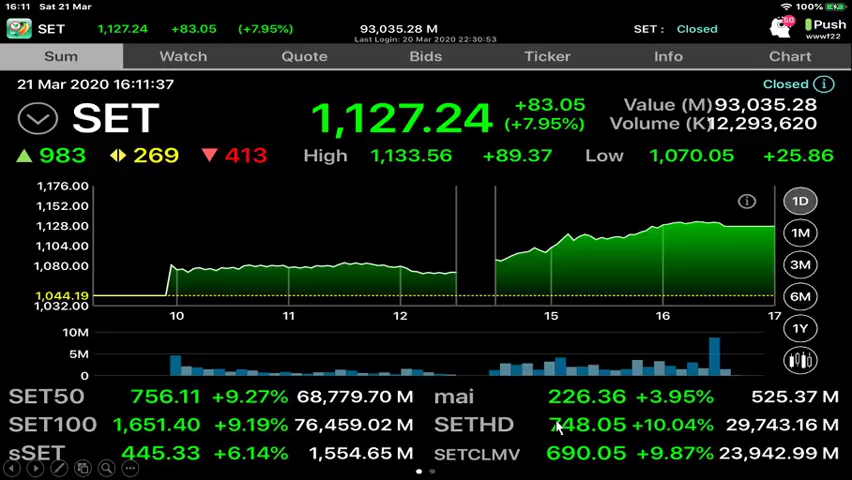 16:11 Sat 21 Mar 100%
SET 1,127.24 +83.05 (+7.95%) 93,035.28 M SET : Closed 50 Push
Last Login: 20 Mar 2020 22:30:53 wwwf22
Sum Watch Quote Bids Ticker Info Chart
21 Mar 2020 16:11:37 Closed i
SET 1,127.24 +83.05 Value (M) 93,035.28
(+7.95%) Volume (K) 12,293,620
983 269 413 High 1,133.56 +89.37 Low 1,070.05 +25.86
1,176.00
1,152.00 i 1D
1,128.00 1M
1,104.00
1,080.00 3M
1,044.19 6M
1,032.00
10 11 12 15 16 17
10M 1Y
5M
0
SET50 756.11 +9.27% 68,779.70 M mai 226.36 +3.95% 525.37 M
SET100 1,651.40 +9.19% 76,459.02 M SETHD 748.05 +10.04% 29,743.16 M
sSET 445.33 +6.14% 1,554.65 M SETCLMV 690.05 +9.87% 23,942.99 M